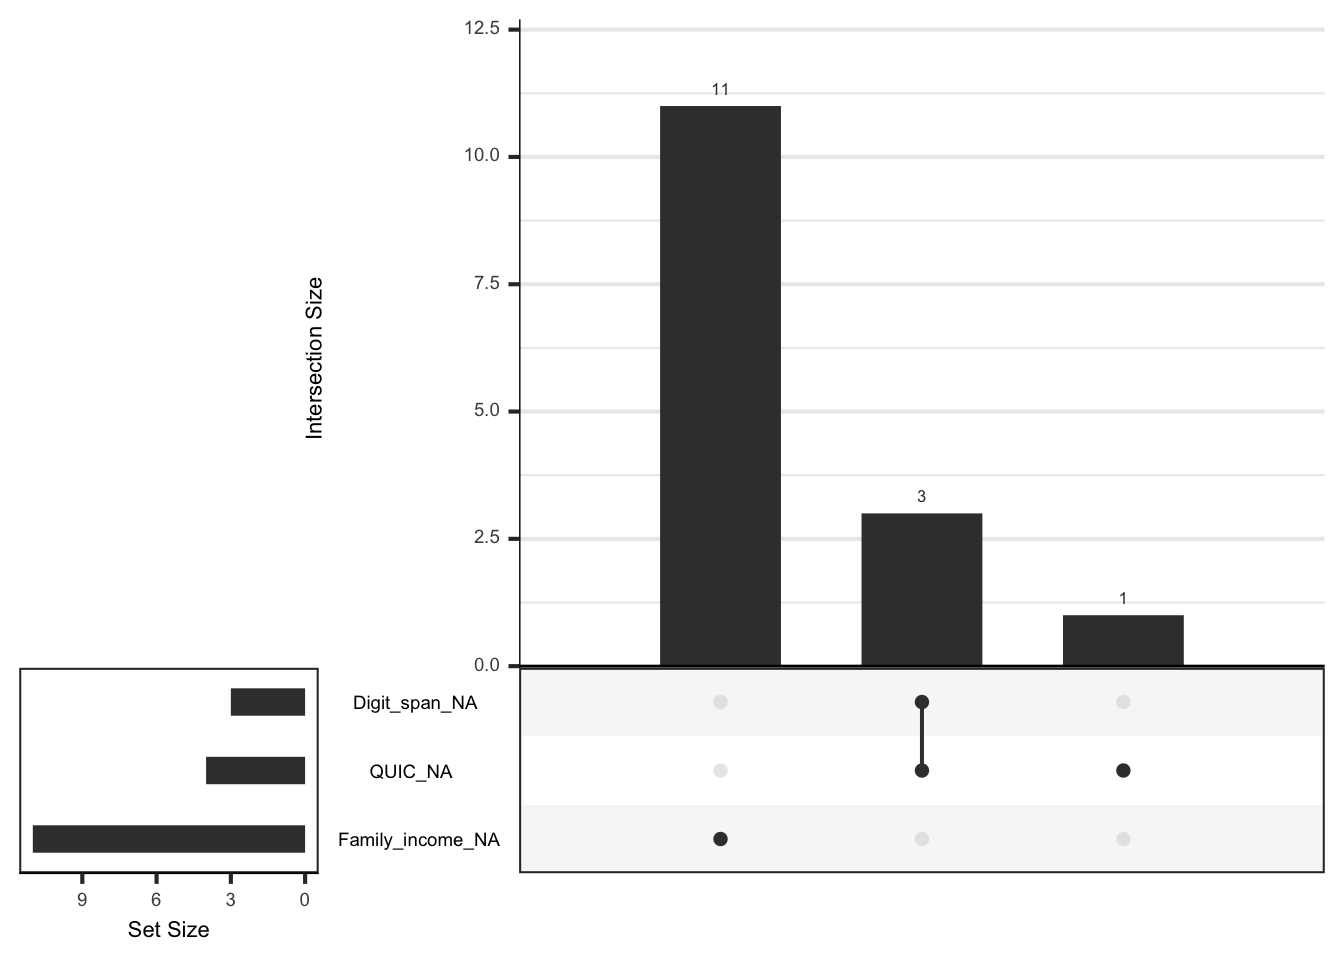 12.5
11
10.0
7.5
Intersection Size
5.0
3
2.5
1
0.0
Digit_span_NA
QUIC_NA
Family_income_NA
9 6 3 0
Set Size